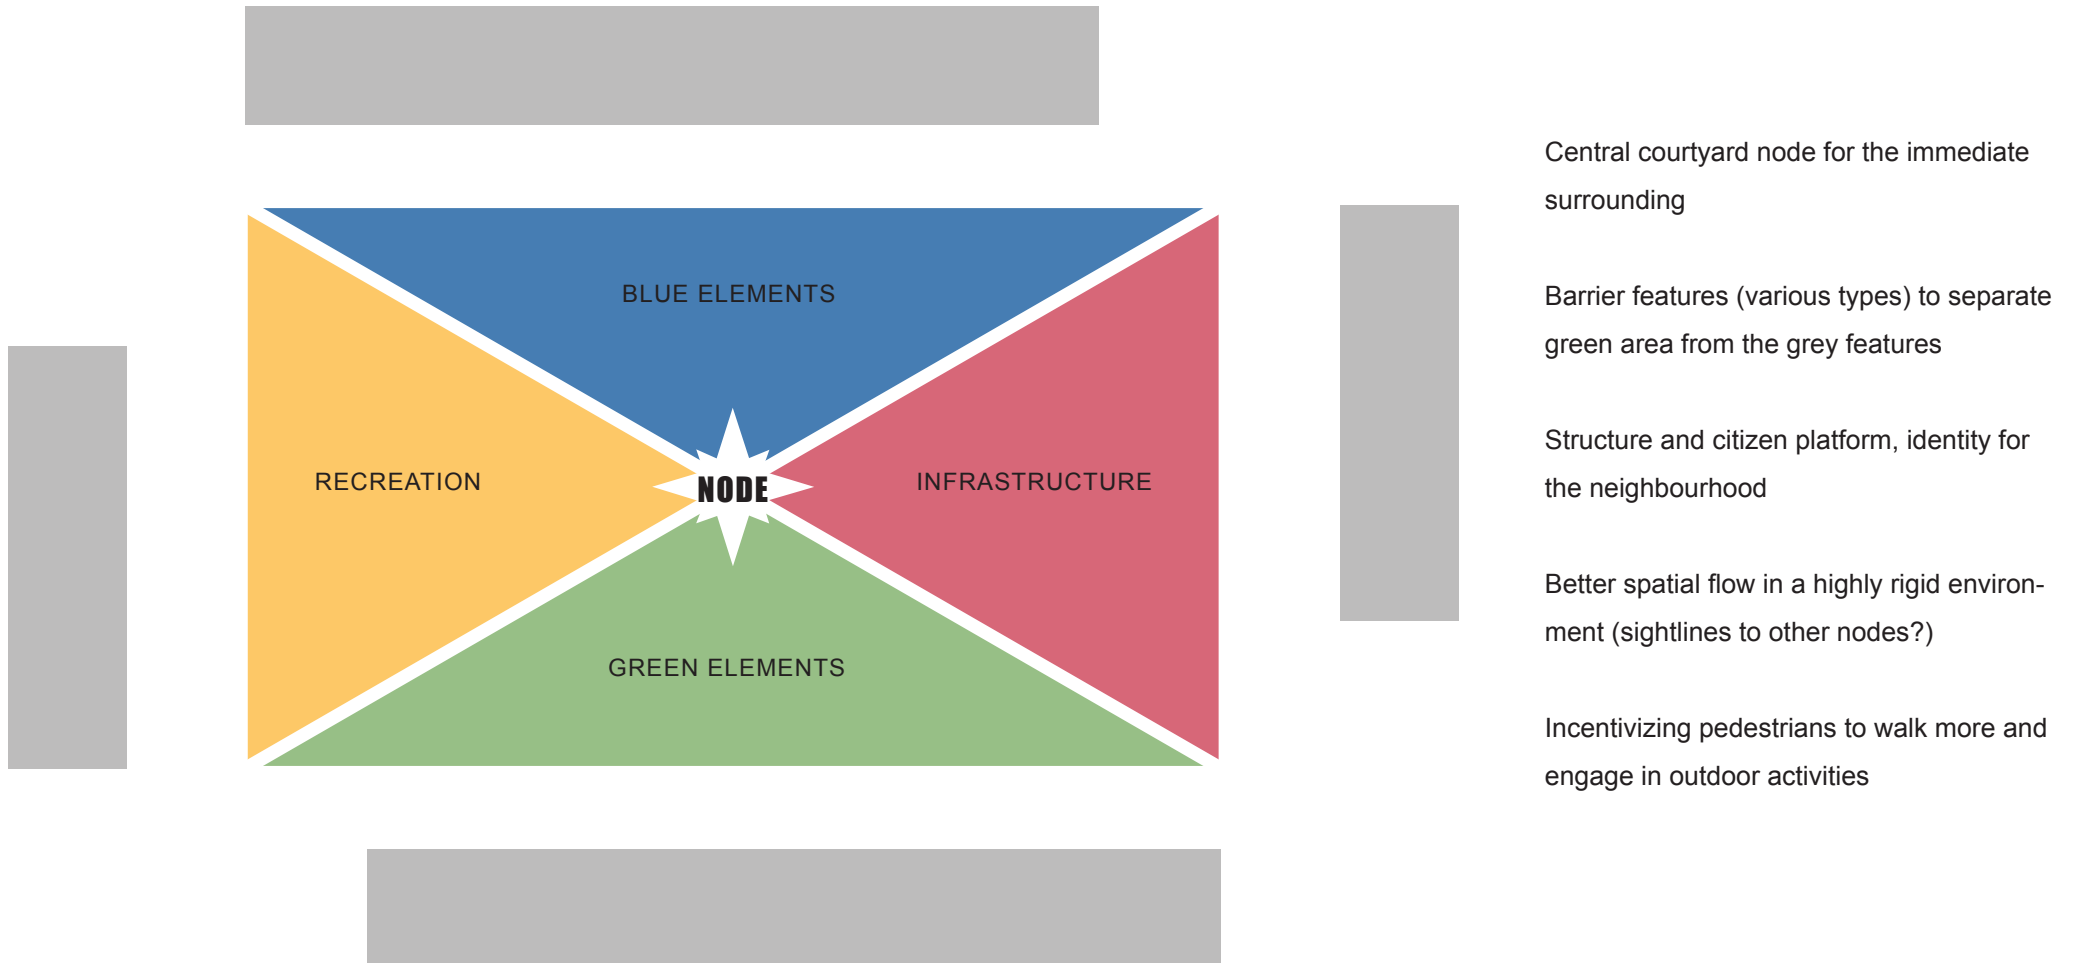 BLUE ELEMENTS
RECREATION
NODE
INFRASTRUCTURE
GREEN ELEMENTS
Central courtyard node for the immediate
surrounding
Barrier features (various types) to separate
green area from the grey features
Structure and citizen platform, identity for
the neighbourhood
Better spatial flow in a highly rigid environ-
ment (sightlines to other nodes?)
Incentivizing pedestrians to walk more and
engage in outdoor activities